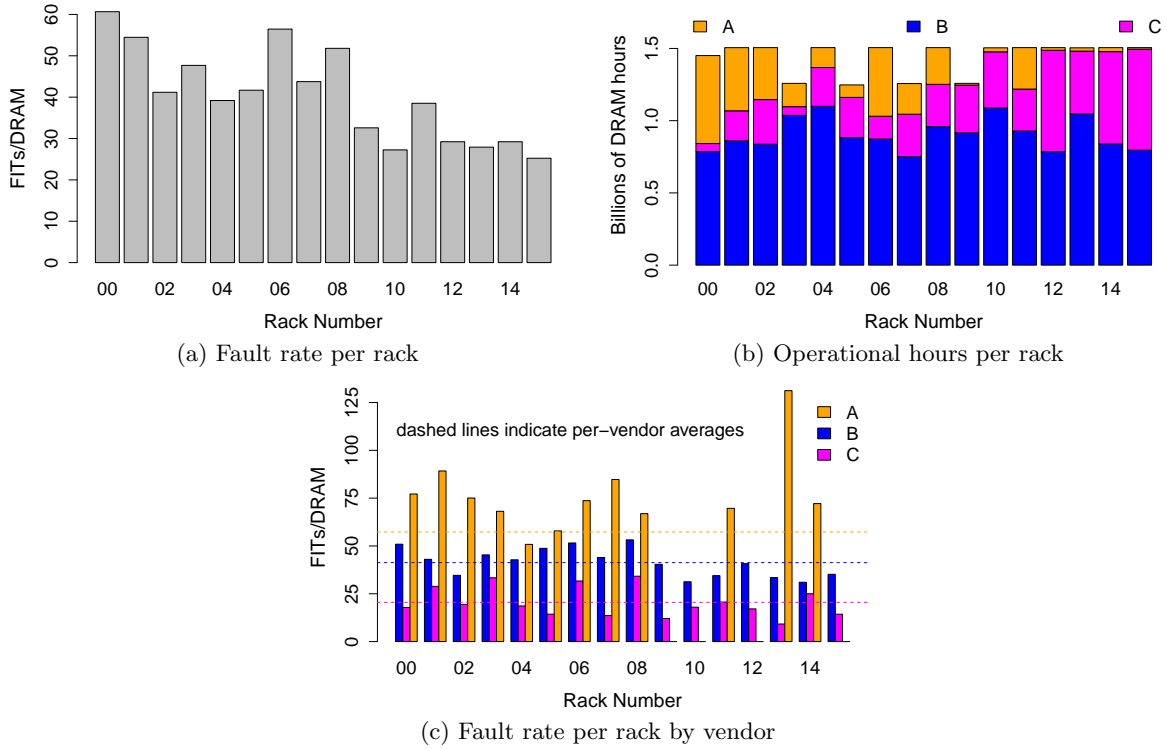 FITs/DRAM
60
50
40
30
20
10
0
00 02 04 06 08 10 12 14
Rack Number
(a) Fault rate per rack
A B C
Billions of DRAM hours
1.5
1.0
0.5
0.0
00 02 04 06 08 10 12 14
Rack Number
(b) Operational hours per rack
FITs/DRAM
125
100
75
50
25
0
dashed lines indicate per−vendor averages
A
B
C
00 02 04 06 08 10 12 14
Rack Number
(c) Fault rate per rack by vendor